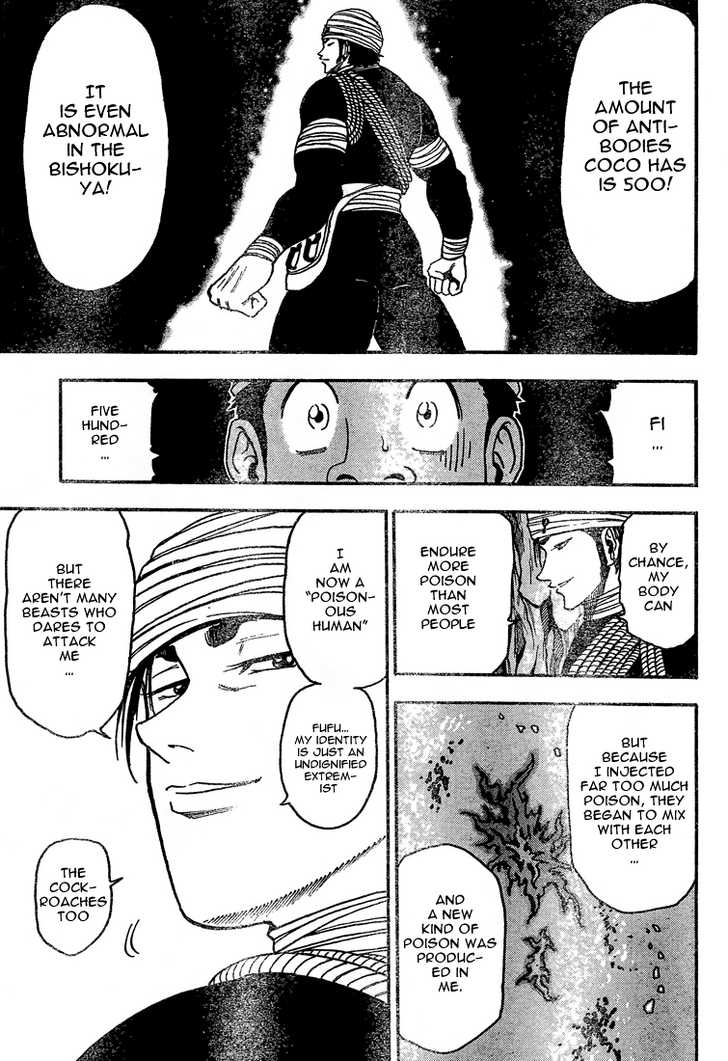 THE
AMOUNT
OF ANTI-
BODIES
COCO HAS
IS 500!
IT
IS EVEN
ABNORMAL
IN THE
BISHOKU-
YA!
FI
...
FIVE
HUND-
RED
...
BY
CHANCE,
MY
BODY
CAN
ENDURE
MORE
POISON
THAN
MOST
PEOPLE
BUT
BECAUSE
I INJECTED
FAR TOO MUCH
POISON, THEY
BEGAN TO MIX
WITH EACH
OTHER
...
AND
A NEW
KIND OF
POISON WAS
PRODUC-
ED IN
ME.
I
AM
NOW A
"POISON-
OUS
HUMAN"
BUT
THERE
AREN'T MANY
BEASTS WHO
DARES TO
ATTACK
ME
...
FUFU...
MY IDENTITY
IS JUST AN
UNDIGNIFIED
EXTREM-
IST
THE
COCK-
ROACHES
TOO